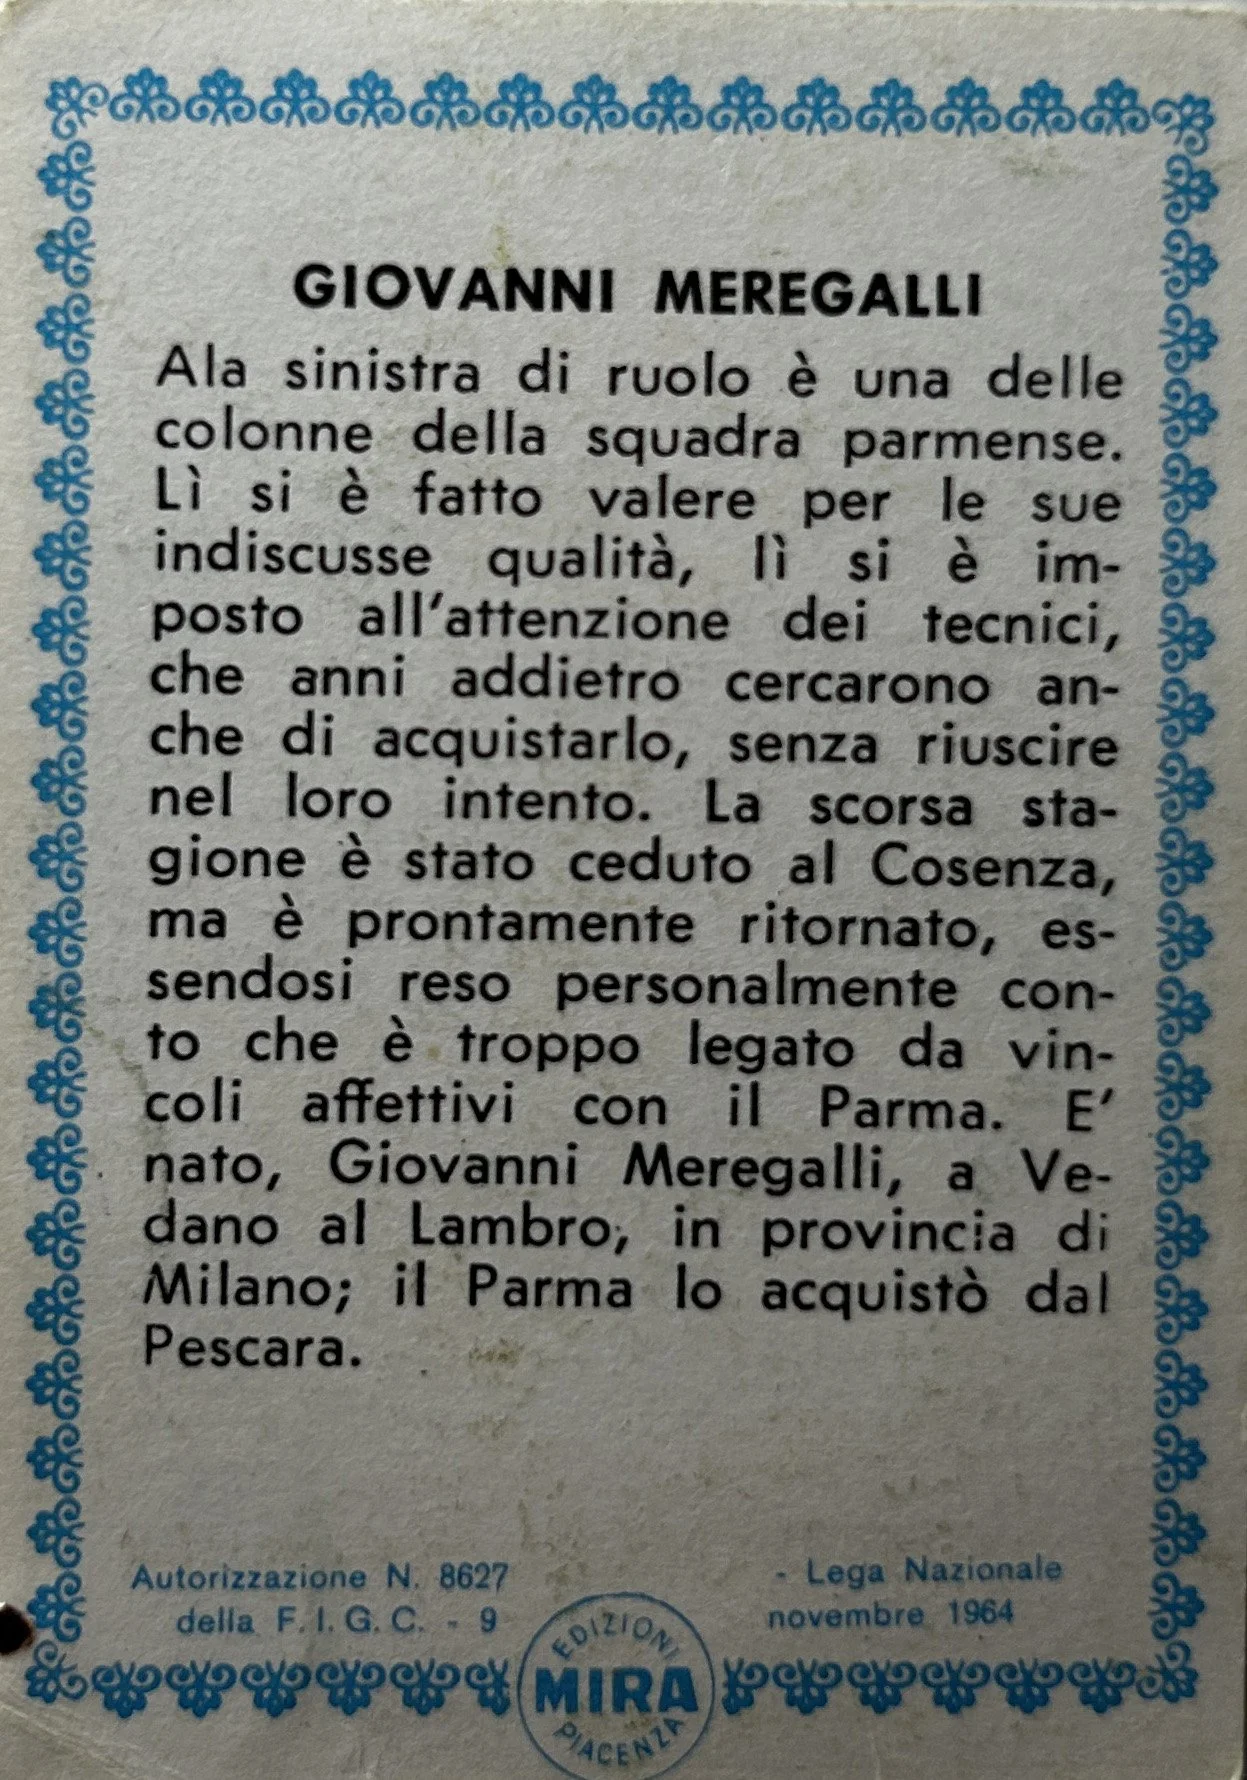 GIOVANNI MEREGALLI
Ala sinistra di ruolo è una delle
colonne della squadra parmense.
Lì si è fatto valere per le sue
indiscusse qualità, lì si è im-
posto all'attenzione dei tecnici,
che anni addietro cercarono an-
che di acquistarlo, senza riuscire
nel loro intento. La scorsa sta-
gione è stato ceduto al Cosenza,
ma è prontamente ritornato, es-
sendosi reso personalmente con-
to che è troppo legato da vin-
coli affettivi con il Parma. E'
nato, Giovanni Meregalli, a Ve-
dano al Lambro, in provincia di
Milano; il Parma lo acquistò dal
Pescara.
Autorizzazione N. 8627 - Lega Nazionale
della F.I.G.C. - 9 novembre 1964
EDIZIONI
MIRA
PIACENZA